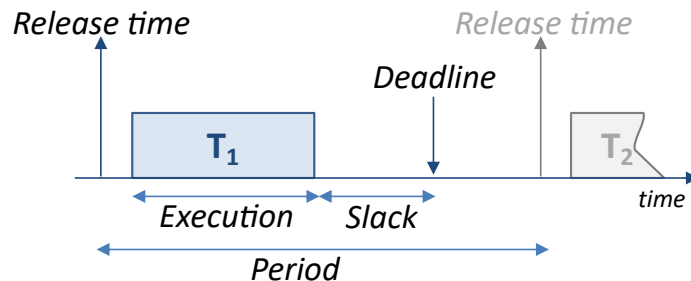 Release time
Release time
Deadline
T₁
T₂
time
Execution
Slack
Period